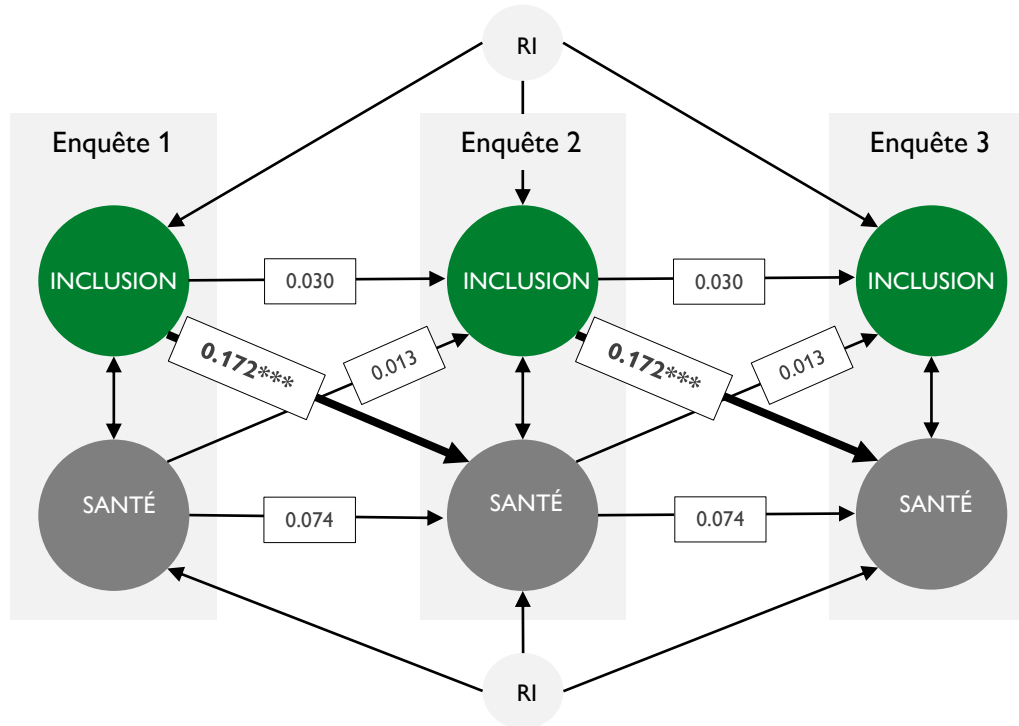 RI
Enquête 1
Enquête 2
Enquête 3
INCLUSION
0.030
INCLUSION
0.030
INCLUSION
0.172***
0.013
0.172***
0.013
SANTÉ
0.074
SANTÉ
0.074
SANTÉ
RI